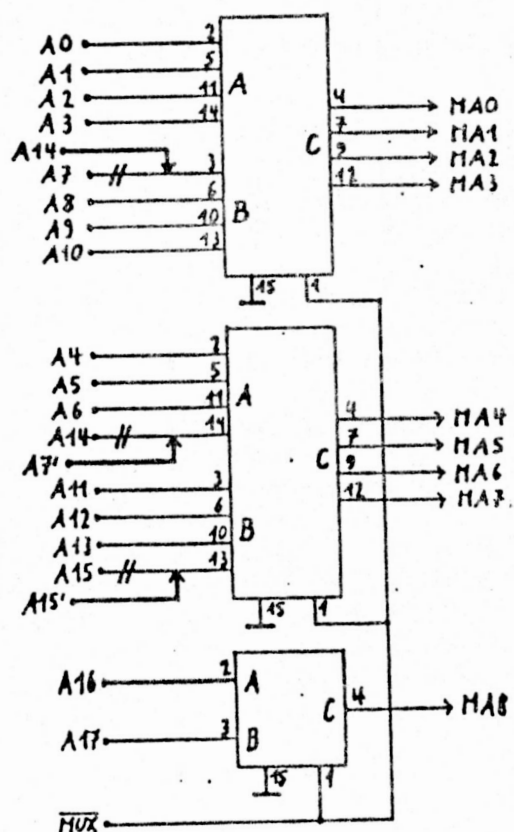 A0 2
A1 5
A2 11 A
A3 14
A14
A7 3
A8 6
A9 10 B
A10 13
C
4 MA0
7 MA1
9 MA2
12 MA3
15 1
A4 2
A5 5
A6 11 A
A14 14
A7'
A11 3
A12 6
A13 10 B
A15 13
A15'
C
4 MA4
7 MA5
9 MA6
12 MA7
15 1
A16 2 A
A17 3 B
C 4 MA8
15 1
MUX